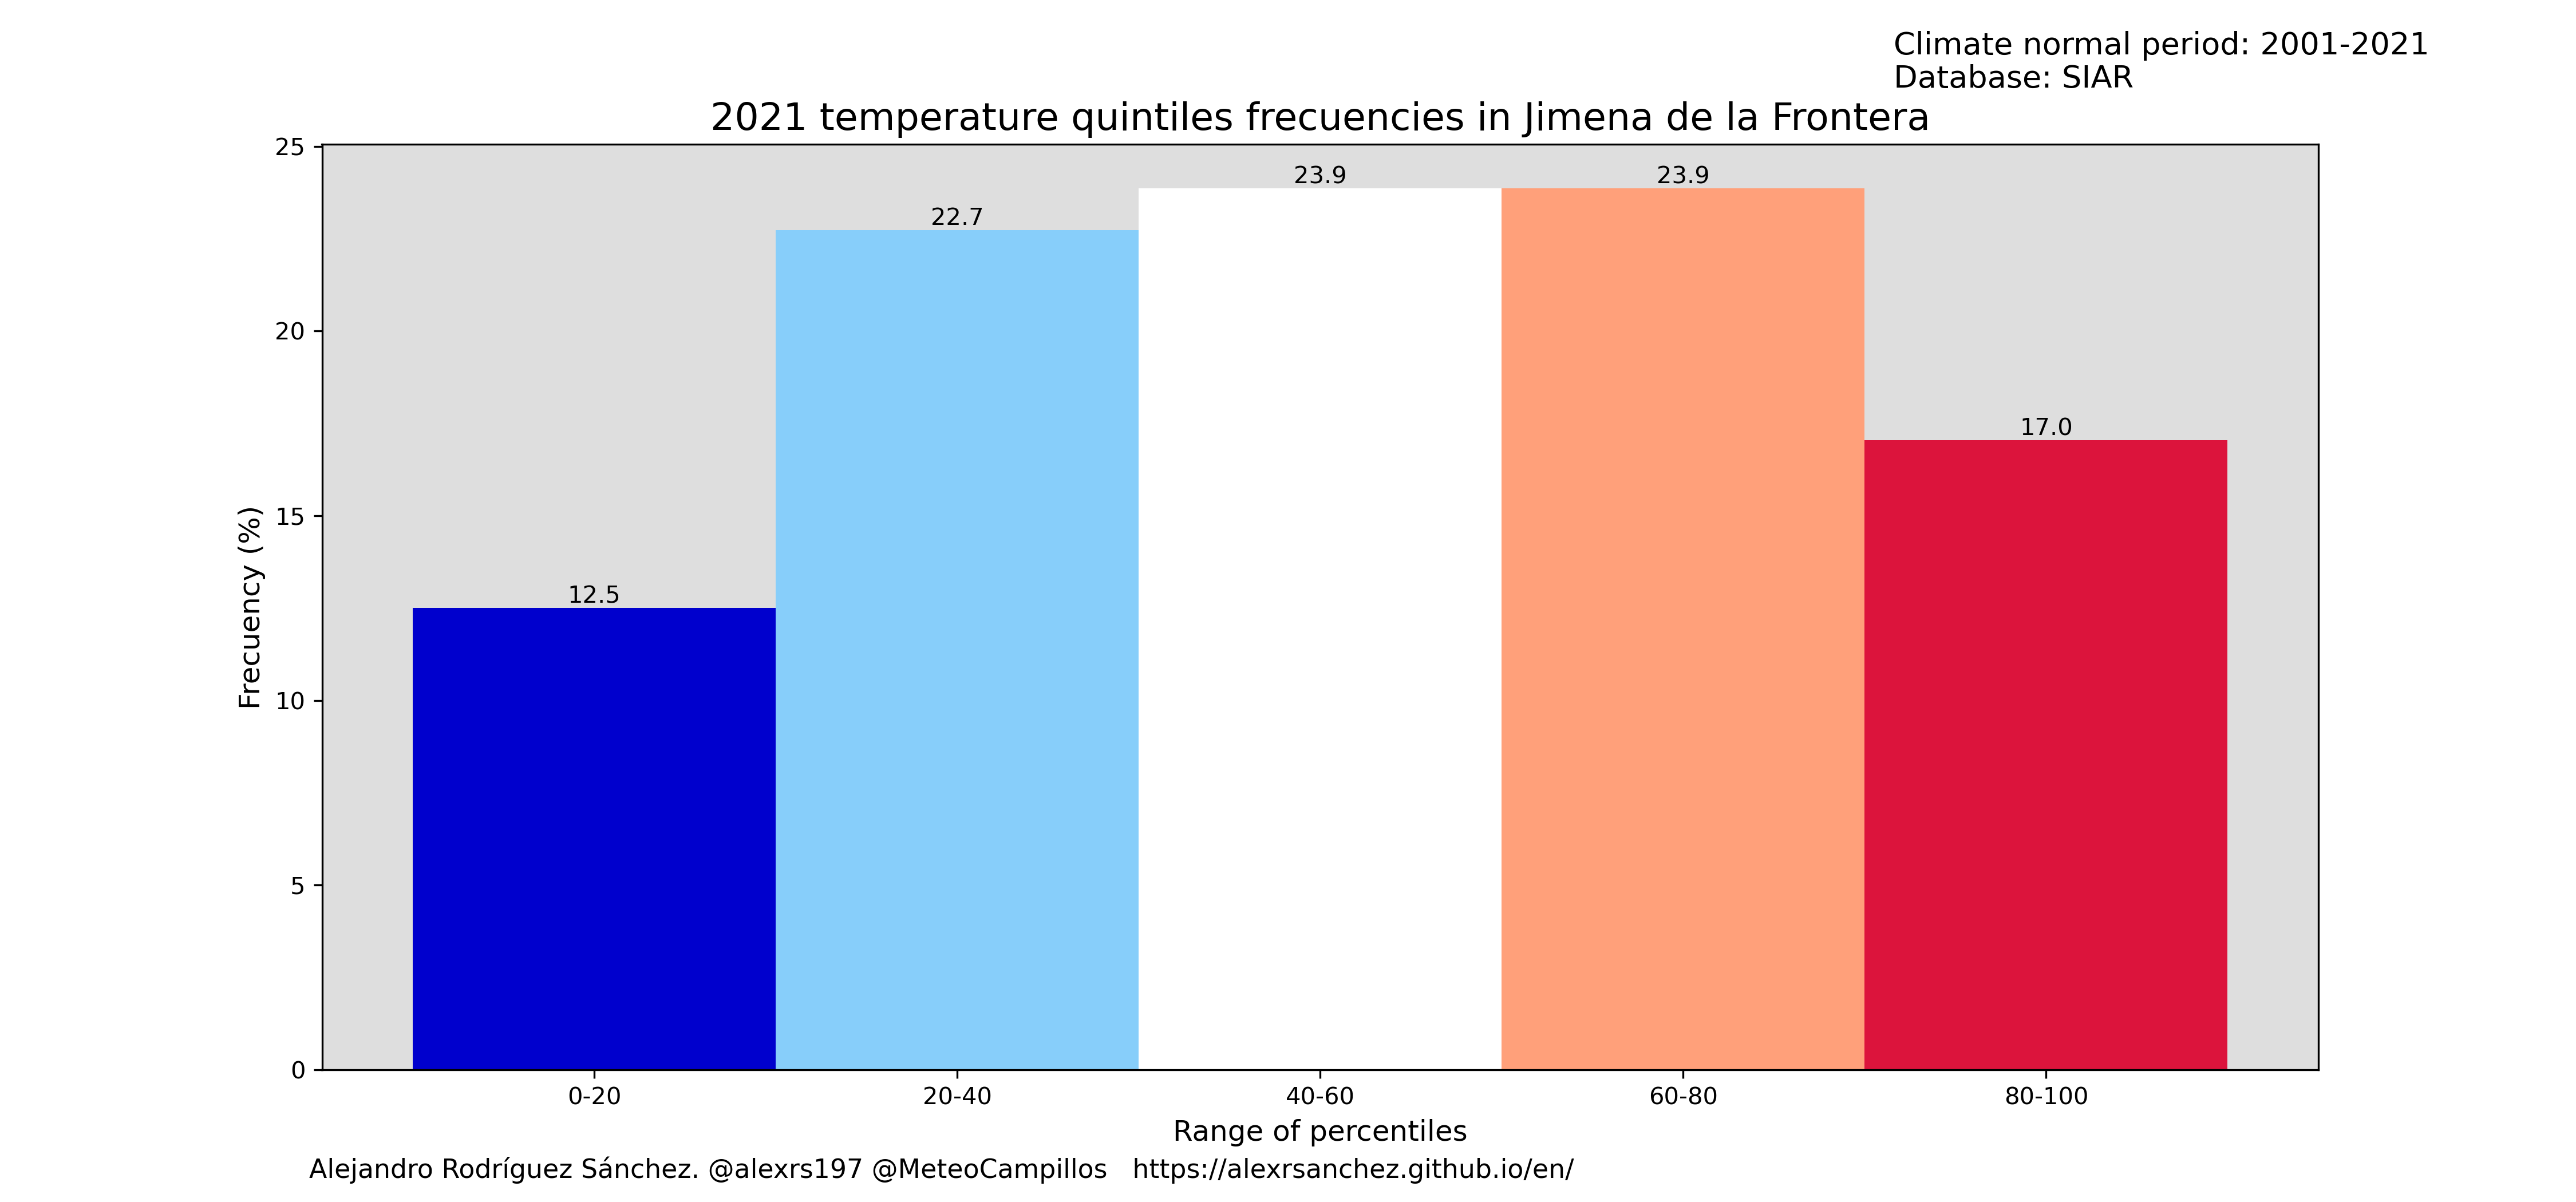 Climate normal period: 2001-2021
Database: SIAR
2021 temperature quintiles frecuencies in Jimena de la Frontera
25
20
15
10
5
0
Frecuency (%)
12.5
22.7
23.9
23.9
17.0
0-20
20-40
40-60
60-80
80-100
Range of percentiles
Alejandro Rodríguez Sánchez. @alexrs197 @MeteoCampillos https://alexrsanchez.github.io/en/